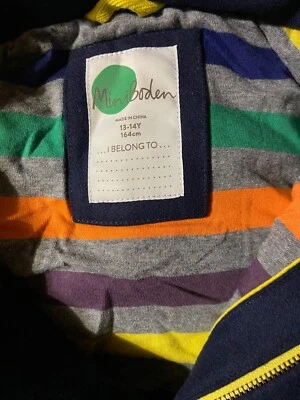 Mini Boden
MADE IN CHINA
13-14Y
164cm
...I BELONG TO...